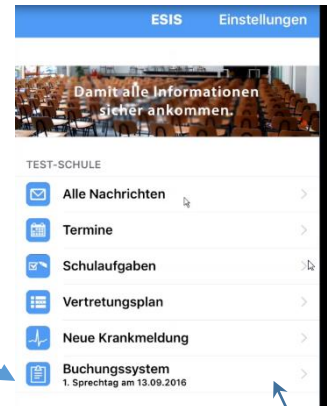 ESIS Einstellungen
Damit alle Informationen
sicher ankommen.
TEST-SCHULE
Alle Nachrichten
Termine
Schulaufgaben
Vertretungsplan
Neue Krankmeldung
Buchungssystem
1. Sprechtag am 13.09.2016